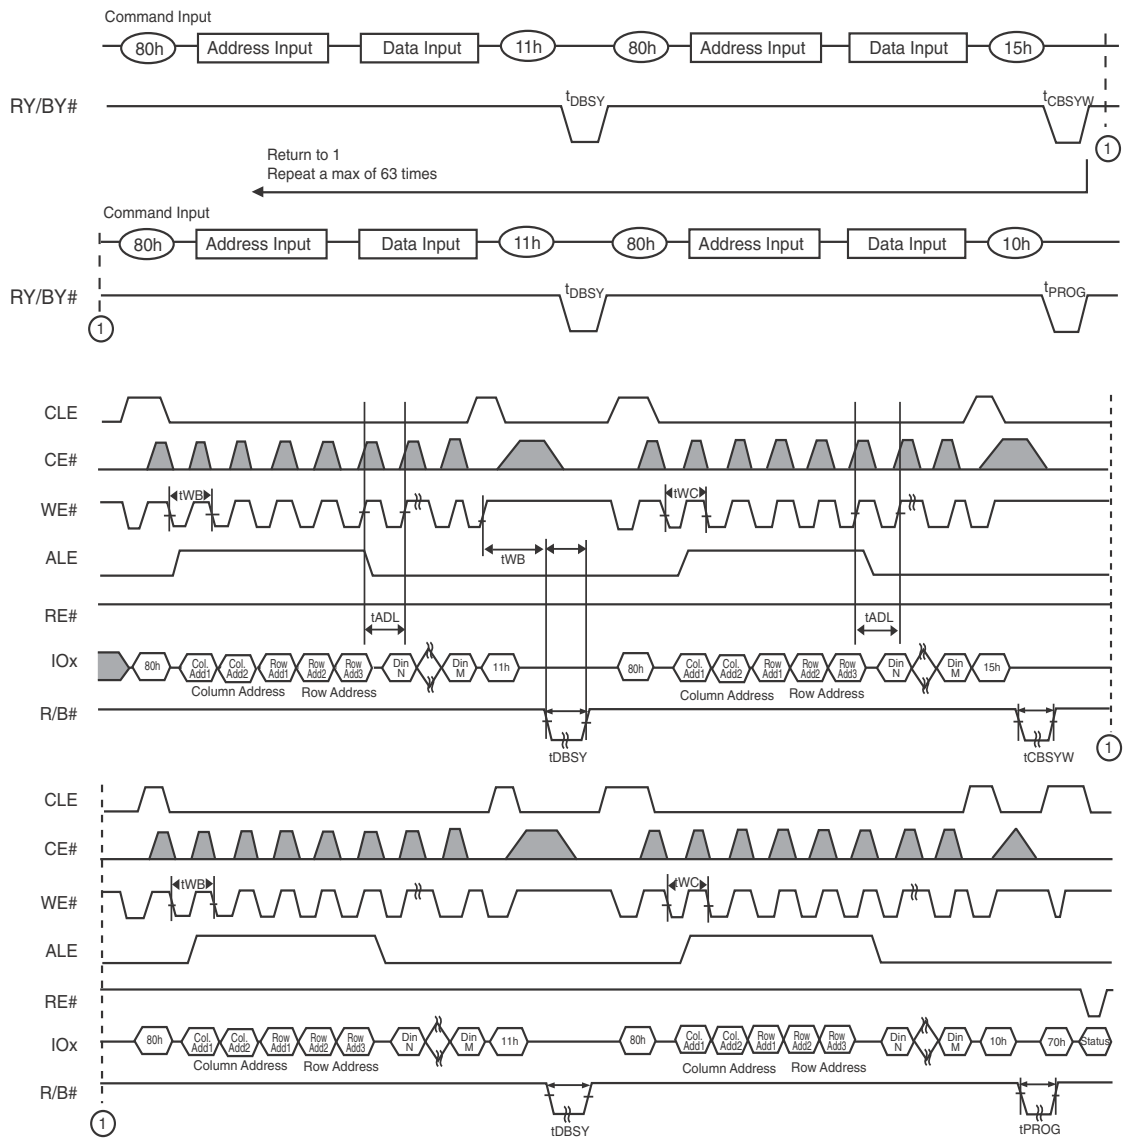 Command Input
80h Address Input Data Input 11h 80h Address Input Data Input 15h
RY/BY# tDBSY tCBSYW
1
Return to 1
Repeat a max of 63 times
Command Input
80h Address Input Data Input 11h 80h Address Input Data Input 10h
RY/BY# tDBSY tPROG
1
CLE
CE#
WE# tWB tWC
ALE tWB
RE# tADL tADL
IOx 80h Col. Add1 Col. Add2 Row Add1 Row Add2 Row Add3 Din N Din M 11h 80h Col. Add1 Col. Add2 Row Add1 Row Add2 Row Add3 Din N Din M 15h
Column Address Row Address Column Address Row Address
R/B#
tDBSY tCBSYW 1
CLE
CE#
WE# tWB tWC
ALE
RE#
IOx 80h Col. Add1 Col. Add2 Row Add1 Row Add2 Row Add3 Din N Din M 11h 80h Col. Add1 Col. Add2 Row Add1 Row Add2 Row Add3 Din N Din M 10h 70h Status
Column Address Row Address Column Address Row Address
R/B#
1 tDBSY tPROG